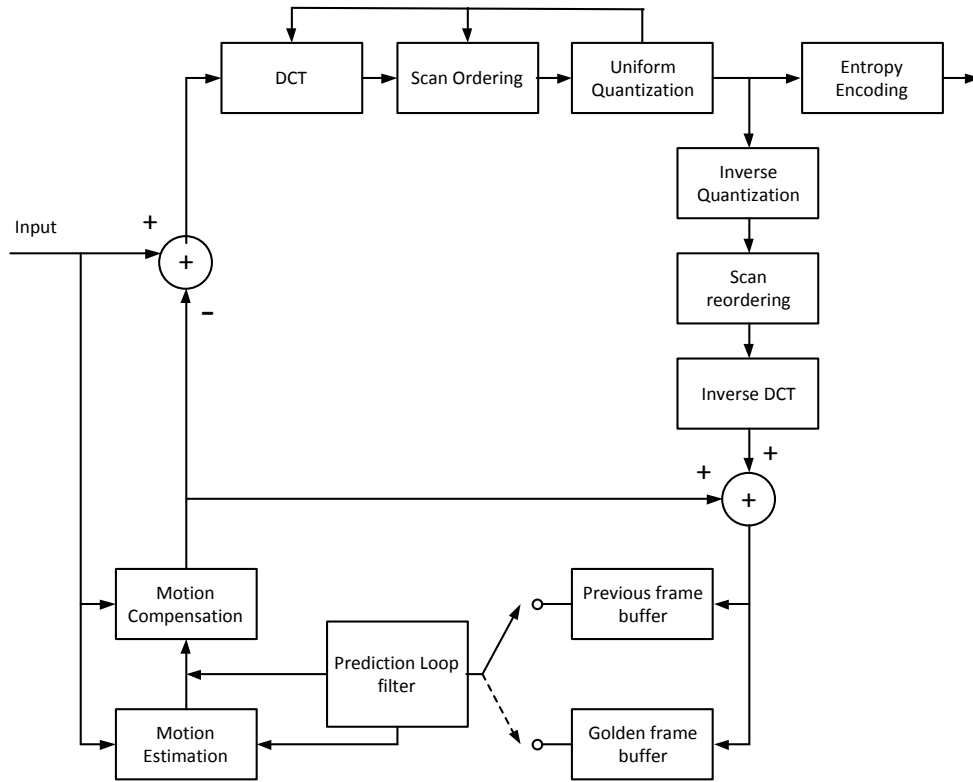 DCT
Scan Ordering
Uniform
Quantization
Entropy
Encoding
Inverse
Quantization
Input
+
+
-
Scan
reordering
Inverse DCT
+
+
+
Motion
Compensation
Previous frame
buffer
Prediction Loop
filter
Motion
Estimation
Golden frame
buffer